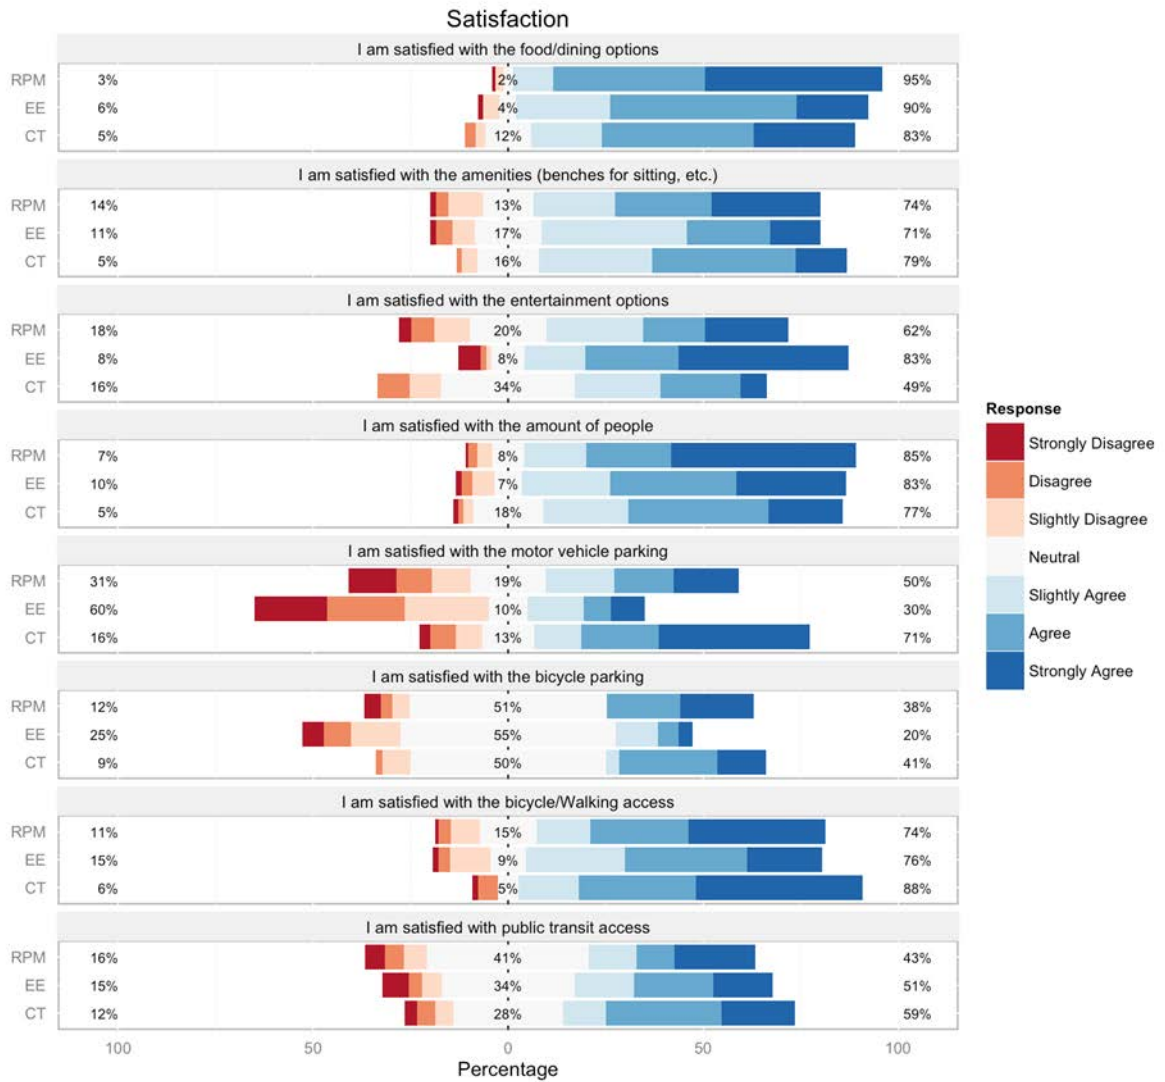 Satisfaction
I am satisfied with the food/dining options
RPM 3% 2% 95%
EE 6% 4% 90%
CT 5% 12% 83%
I am satisfied with the amenities (benches for sitting, etc.)
RPM 14% 13% 74%
EE 11% 17% 71%
CT 5% 16% 79%
I am satisfied with the entertainment options
RPM 18% 20% 62%
EE 8% 8% 83%
CT 16% 34% 49%
I am satisfied with the amount of people
RPM 7% 8% 85%
EE 10% 7% 83%
CT 5% 18% 77%
I am satisfied with the motor vehicle parking
RPM 31% 19% 50%
EE 60% 10% 30%
CT 16% 13% 71%
I am satisfied with the bicycle parking
RPM 12% 51% 38%
EE 25% 55% 20%
CT 9% 50% 41%
I am satisfied with the bicycle/Walking access
RPM 11% 15% 74%
EE 15% 9% 76%
CT 6% 5% 88%
I am satisfied with public transit access
RPM 16% 41% 43%
EE 15% 34% 51%
CT 12% 28% 59%
100 50 0 50 100
Percentage
Response
Strongly Disagree
Disagree
Slightly Disagree
Neutral
Slightly Agree
Agree
Strongly Agree